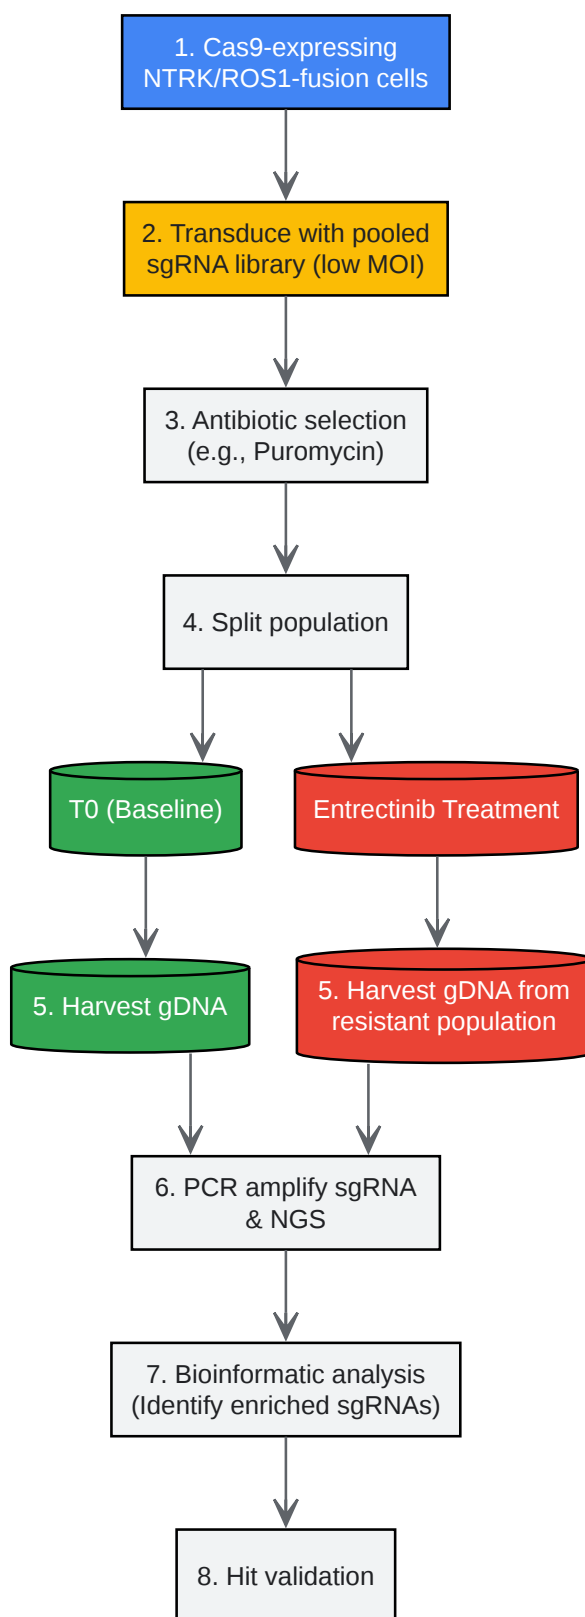 1. Cas9-expressing
NTRK/ROS1-fusion cells
2. Transduce with pooled
sgRNA library (low MOI)
3. Antibiotic selection
(e.g., Puromycin)
4. Split population
T0 (Baseline)
Entrectinib Treatment
5. Harvest gDNA
5. Harvest gDNA from
resistant population
6. PCR amplify sgRNA
& NGS
7. Bioinformatic analysis
(Identify enriched sgRNAs)
8. Hit validation